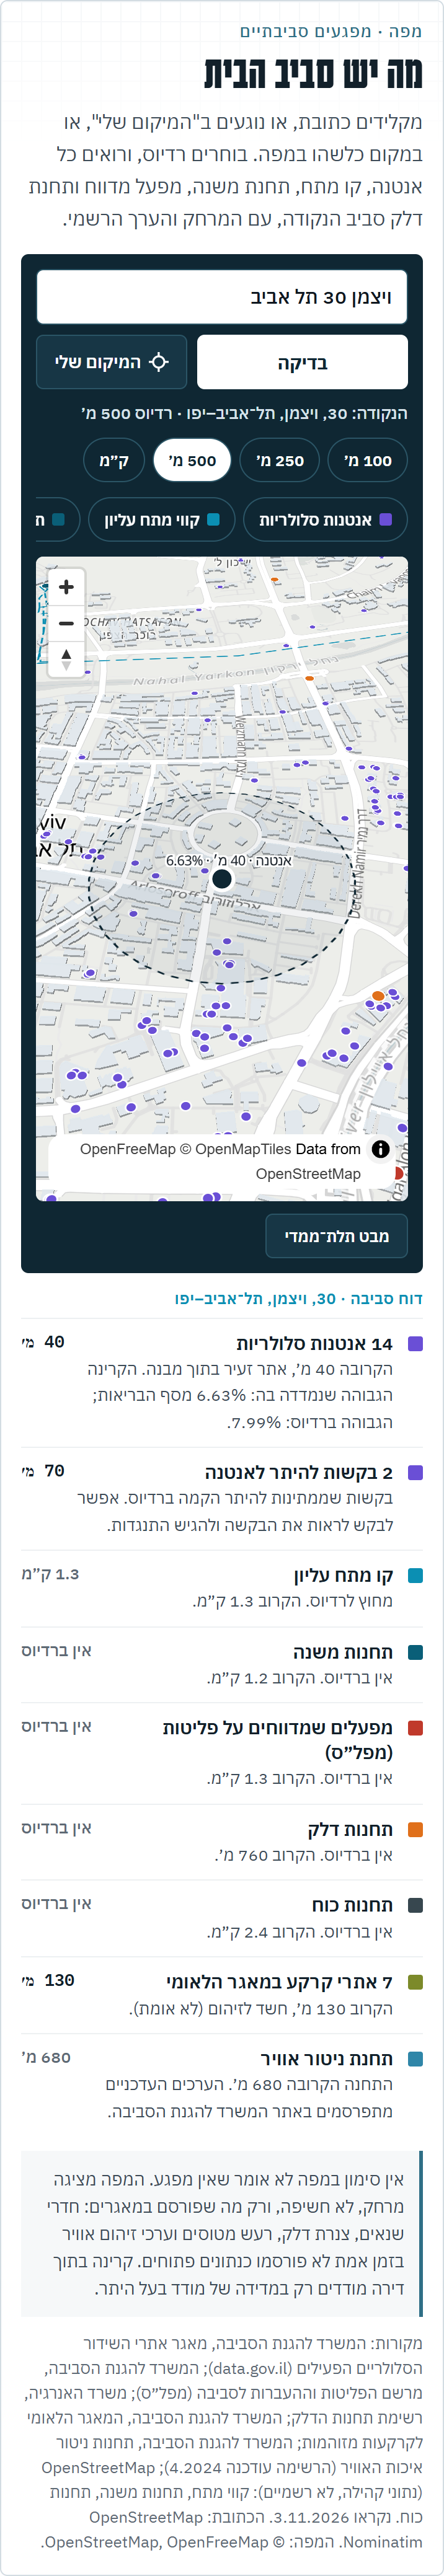 מפה · מפגעים סביבתיים
מה יש סביב הבית
מקלידים כתובת, או נוגעים ב"המיקום שלי", או
במקום כלשהו במפה. בוחרים רדיוס, ורואים כל
אנטנה, קו מתח, תחנת משנה, מפעל מדווח ותחנת
דלק סביב הנקודה, עם המרחק והערך הרשמי.
ויצמן 30 תל אביב
בדיקה
המיקום שלי
הנקודה: 30, ויצמן, תל־אביב–יפו · רדיוס 500 מ׳
100 מ׳
250 מ׳
500 מ׳
ק״מ
אנטנות סלולריות
קווי מתח עליון
Nahal Yarkon נחל ירקון
Weizmann ויצמן
Derekh Namir דרך נמיר
אנטנה · 40 מ׳ · 6.63%
Arlosoroff ארלוזורוב
OpenFreeMap © OpenMapTiles Data from
OpenStreetMap
מבט תלת־ממדי
דוח סביבה · 30, ויצמן, תל־אביב–יפו
14 אנטנות סלולריות
40 מ׳
הקרובה 40 מ׳, אתר זעיר בתוך מבנה. הקרינה
הגבוהה שנמדדה בה: 6.63% מסף הבריאות;
הגבוהה ברדיוס: 7.99%.
2 בקשות להיתר לאנטנה
70 מ׳
בקשות שממתינות להיתר הקמה ברדיוס. אפשר
לבקש לראות את הבקשה ולהגיש התנגדות.
קו מתח עליון
1.3 ק״מ
מחוץ לרדיוס. הקרוב 1.3 ק״מ.
תחנות משנה
אין ברדיוס
אין ברדיוס. הקרוב 1.2 ק״מ.
מפעלים שמדווחים על פליטות
(מפל״ס)
אין ברדיוס
אין ברדיוס. הקרוב 1.3 ק״מ.
תחנות דלק
אין ברדיוס
אין ברדיוס. הקרוב 760 מ׳.
תחנות כוח
אין ברדיוס
אין ברדיוס. הקרוב 2.4 ק״מ.
7 אתרי קרקע במאגר הלאומי
130 מ׳
הקרוב 130 מ׳, חשד לזיהום (לא אומת).
תחנת ניטור אוויר
680 מ׳
התחנה הקרובה 680 מ׳. הערכים העדכניים
מתפרסמים באתר המשרד להגנת הסביבה.
אין סימון במפה לא אומר שאין מפגע. המפה מציגה
מרחק, לא חשיפה, ורק מה שפורסם במאגרים: חדרי
שנאים, צנרת דלק, רעש מטוסים וערכי זיהום אוויר
בזמן אמת לא פורסמו כנתונים פתוחים. קרינה בתוך
דירה מודדים רק במדידה של מודד בעל היתר.
מקורות: המשרד להגנת הסביבה, מאגר אתרי השידור
הסלולריים הפעילים (data.gov.il); המשרד להגנת הסביבה,
מרשם הפליטות וההעברות לסביבה (מפל״ס); משרד האנרגיה,
רשימת תחנות הדלק; המשרד להגנת הסביבה, המאגר הלאומי
לקרקעות מזוהמות; המשרד להגנת הסביבה, תחנות ניטור
איכות האוויר (הרשימה עודכנה 4.2024); OpenStreetMap
(נתוני קהילה, לא רשמיים): קווי מתח, תחנות משנה, תחנות
כוח. נקראו 3.11.2026. הכתובת: OpenStreetMap
Nominatim. המפה: © OpenStreetMap, OpenFreeMap.